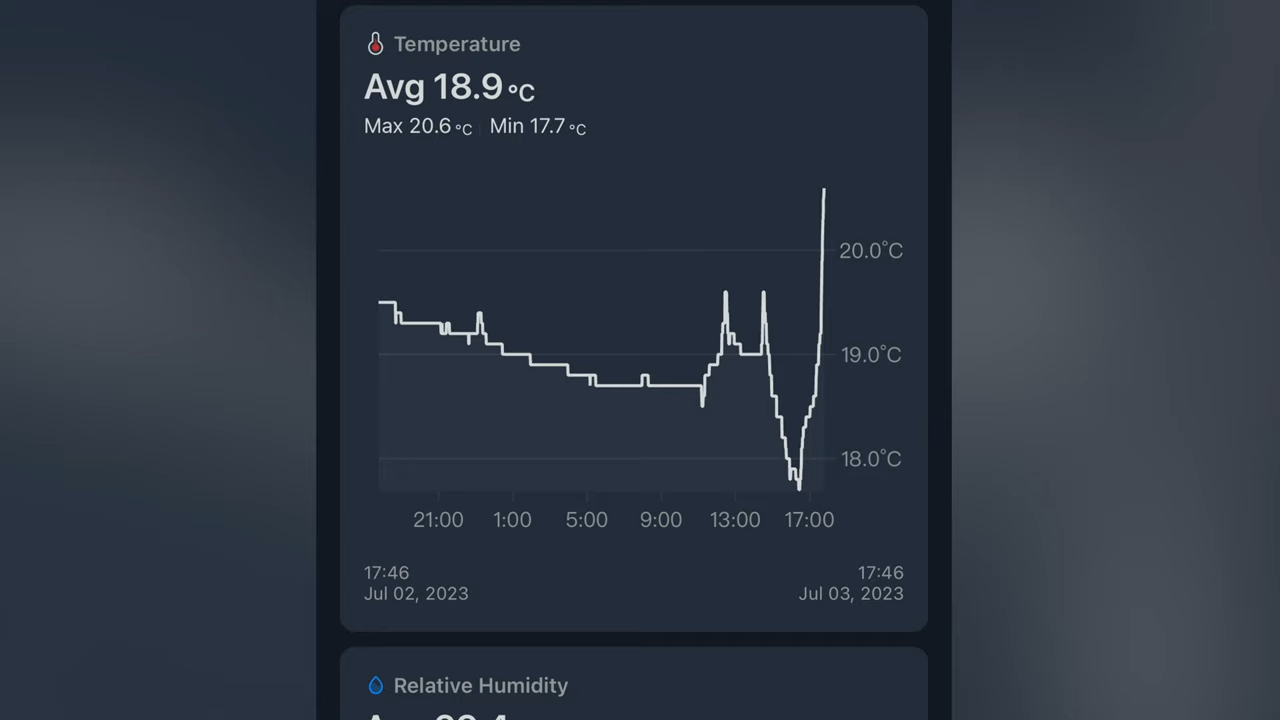 Temperature
Avg 18.9 °C
Max 20.6 °C Min 17.7 °C
20.0°C
19.0°C
18.0°C
21:00 1:00 5:00 9:00 13:00 17:00
17:46 17:46
Jul 02, 2023 Jul 03, 2023
Relative Humidity